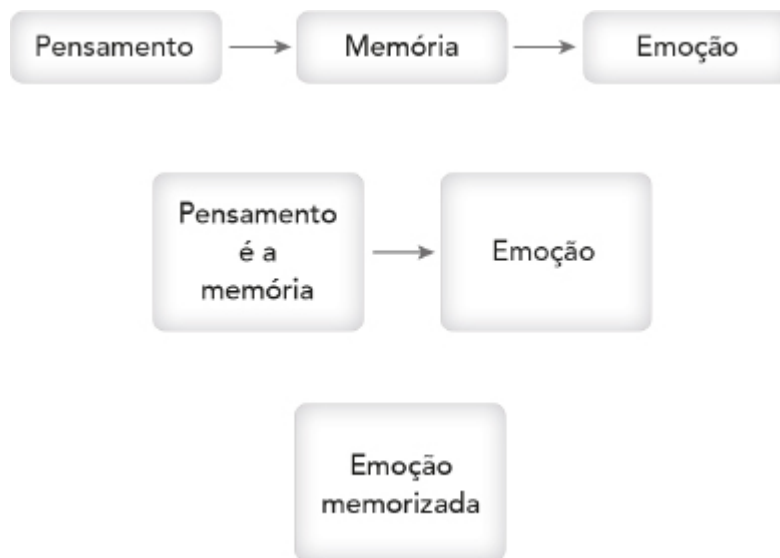 Pensamento
Memória
Emoção
Pensamento
é a
memória
Emoção
Emoção
memorizada